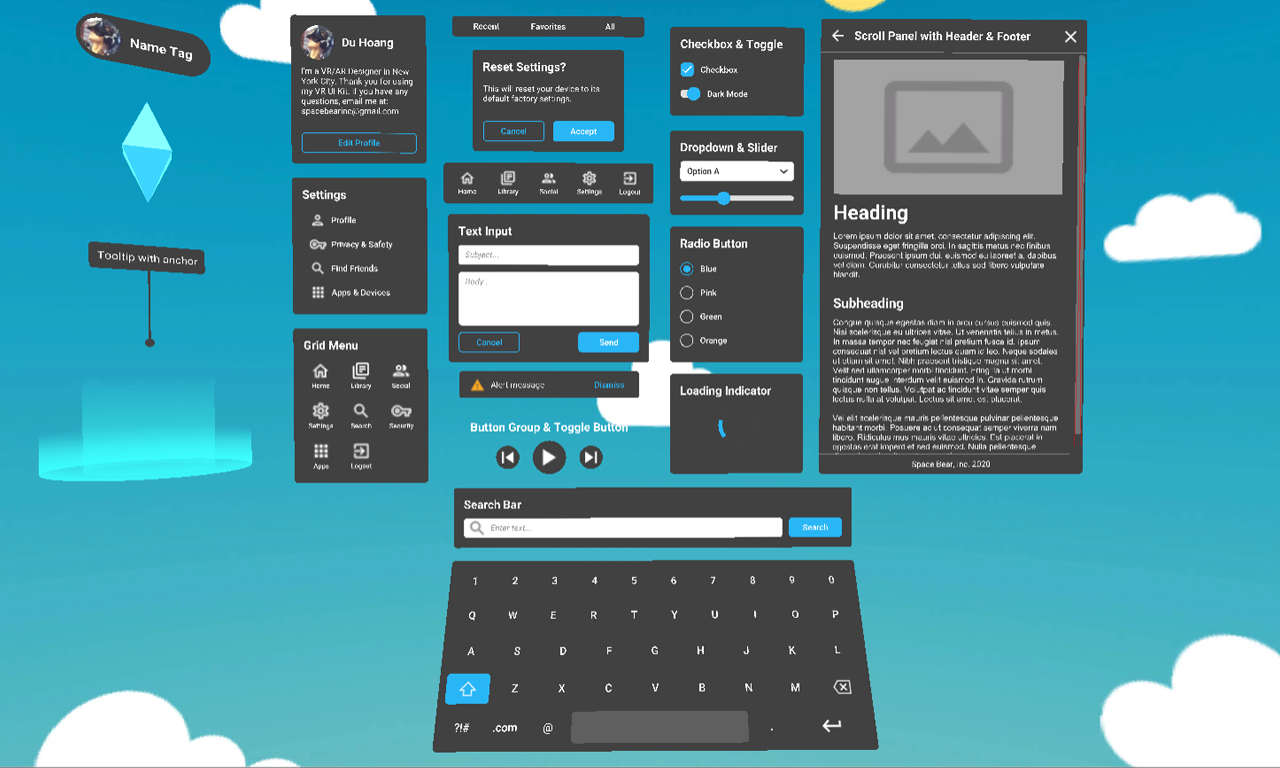 Name Tag
Tooltip with anchor
Du Hoang
I'm a VR/AR Designer in New
York City. Thank you for using
my VR UI Kit. If you have any
questions, email me at:
spacebearinc@gmail.com
Edit Profile
Settings
Profile
Privacy & Safety
Find Friends
Apps & Devices
Grid Menu
Home Library Social
Settings Search Security
Apps Logout
Recent Favorites All
Reset Settings?
This will reset your device to its
default factory settings.
Cancel Accept
Home Library Social Settings Logout
Text Input
Subject...
Body...
Cancel Send
Alert message Dismiss
Button Group & Toggle Button
Checkbox & Toggle
Checkbox
Dark Mode
Dropdown & Slider
Option A
Radio Button
Blue
Pink
Green
Orange
Loading Indicator
Scroll Panel with Header & Footer
Heading
Lorem ipsum dolor sit amet, consectetur adipiscing elit.
Suspendisse eget fringilla orci. In sagittis metus nec finibus
euismod. Praesent ipsum dui, euismod eu laoreet a, dapibus
vel diam. Curabitur consectetur tellus sed libero vulputate
blandit.
Subheading
Congue quisque egestas diam in arcu cursus euismod quis.
Nisi scelerisque eu ultrices vitae. Ut venenatis tellus in metus.
In massa tempor nec feugiat nisl pretium fusce id. Ipsum
consequat nisl vel pretium lectus quam id leo. Neque sodales
ut etiam sit amet. Nibh praesent tristique magna sit amet.
Velit sed ullamcorper morbi tincidunt. Fringilla ut morbi
tincidunt augue interdum velit euismod in. Gravida rutrum
quisque non tellus. Volutpat ac tincidunt vitae semper quis
lectus nulla at volutpat. Lectus sit amet est placerat.
Vel elit scelerisque mauris pellentesque pulvinar pellentesque
habitant morbi. Posuere ac ut consequat semper viverra nam
libero. Ridiculus mus mauris vitae ultricies. Est placerat in
egestas erat imperdiet sed euismod. Nulla pellentesque
Space Bear, Inc. 2020
Search Bar
Enter text... Search
1 2 3 4 5 6 7 8 9 0
Q W E R T Y U I O P
A S D F G H J K L
Z X C V B N M
?!# .com @ .